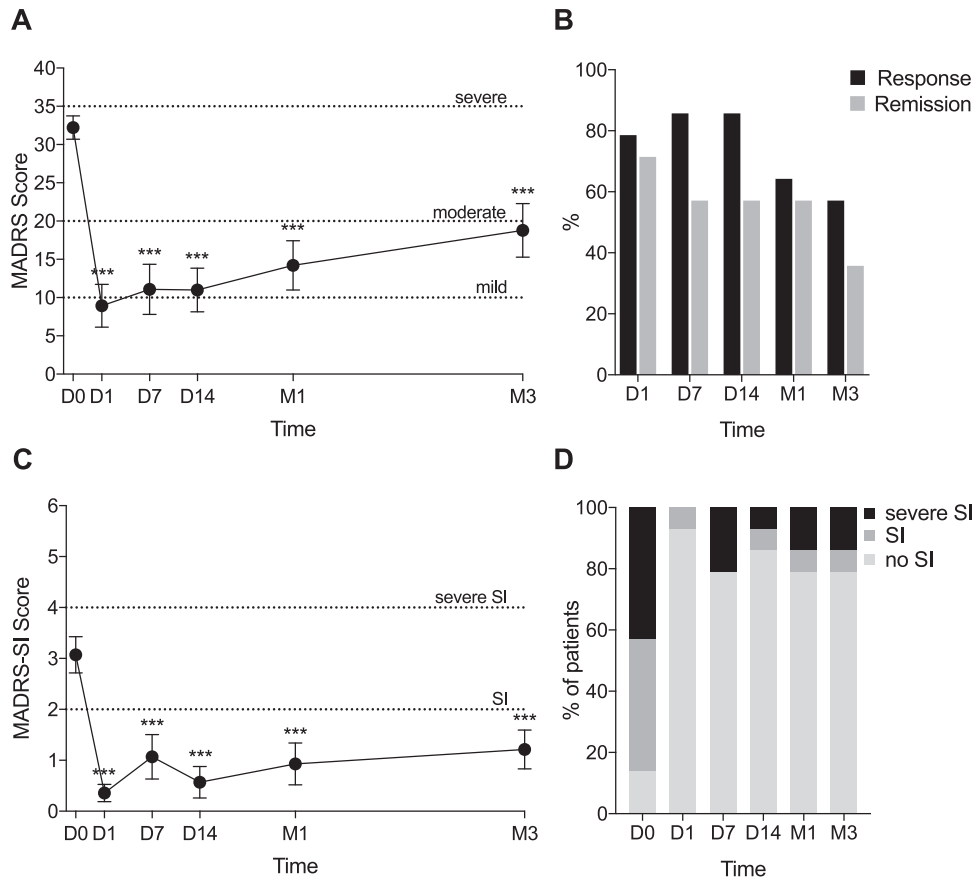 A
MADRS Score
40
35
30
25
20
15
10
5
0
severe
moderate
mild
***
***
***
***
***
D0 D1 D7 D14 M1 M3
Time
B
%
100
80
60
40
20
0
Response
Remission
D1 D7 D14 M1 M3
Time
C
MADRS-SI Score
6
5
4
3
2
1
0
severe SI
SI
***
***
***
***
***
D0 D1 D7 D14 M1 M3
Time
D
% of patients
100
80
60
40
20
0
severe SI
SI
no SI
D0 D1 D7 D14 M1 M3
Time